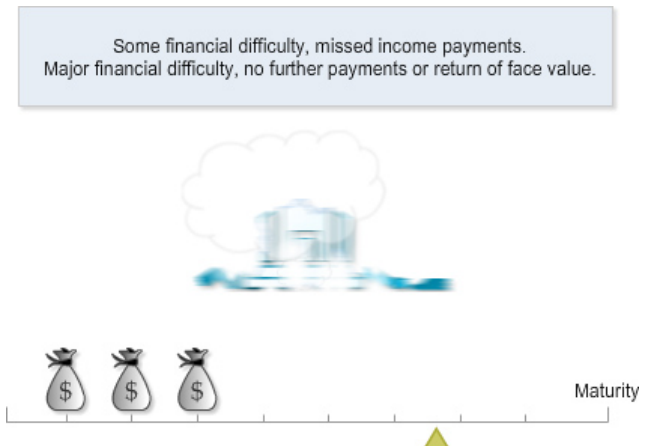 Some financial difficulty, missed income payments.
Major financial difficulty, no further payments or return of face value.
$ $ $
Maturity